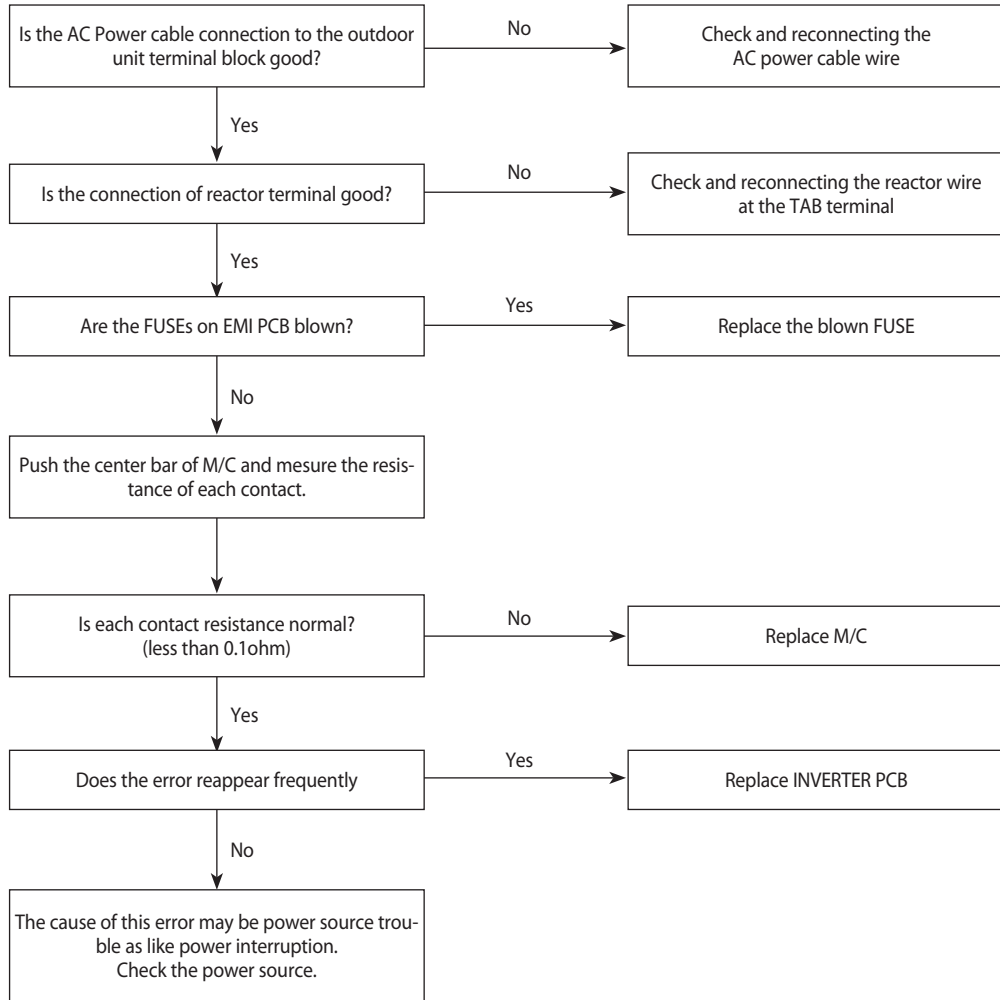 Is the AC Power cable connection to the outdoor
unit terminal block good?
No
Check and reconnecting the
AC power cable wire
Yes
Is the connection of reactor terminal good?
No
Check and reconnecting the reactor wire
at the TAB terminal
Yes
Are the FUSEs on EMI PCB blown?
Yes
Replace the blown FUSE
No
Push the center bar of M/C and mesure the resis-
tance of each contact.
Is each contact resistance normal?
(less than 0.1ohm)
No
Replace M/C
Yes
Does the error reappear frequently
Yes
Replace INVERTER PCB
No
The cause of this error may be power source trou-
ble as like power interruption.
Check the power source.